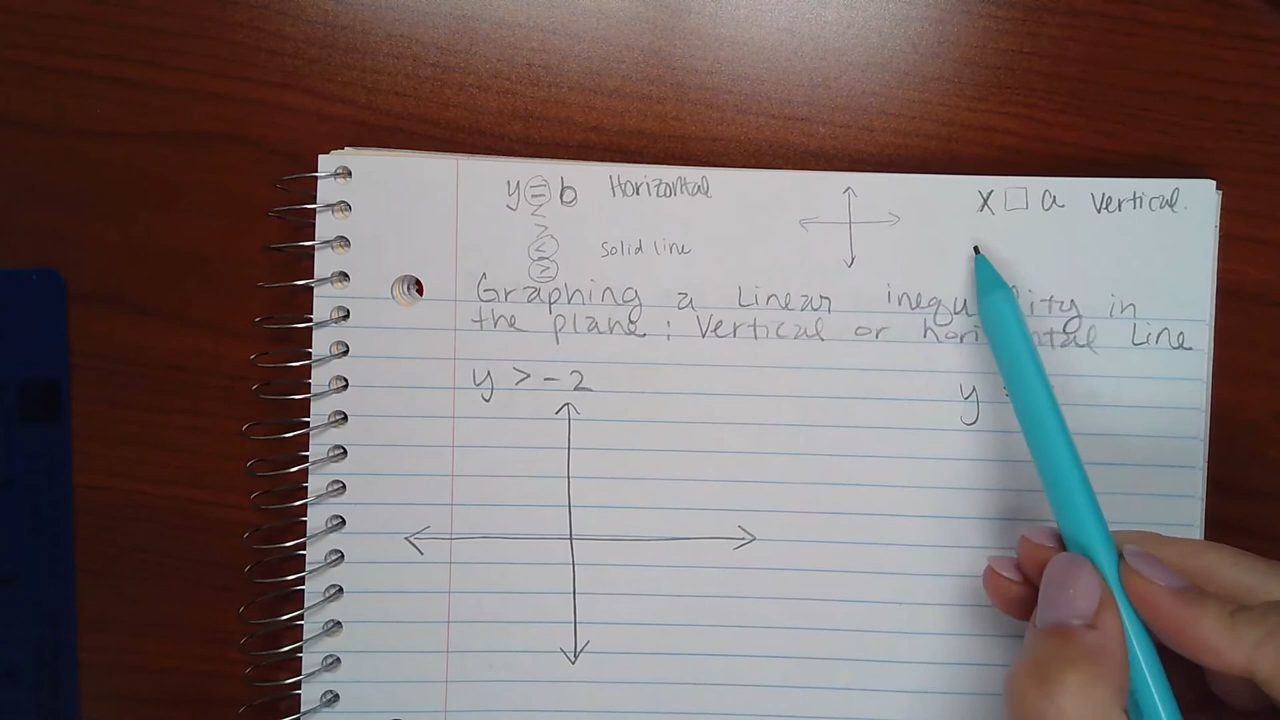 y = b Horizontal
<
>
≤ solid line
≥
x □ a vertical.
Graphing a Linear inequality in
the plane: Vertical or horizontal Line
y > -2
y